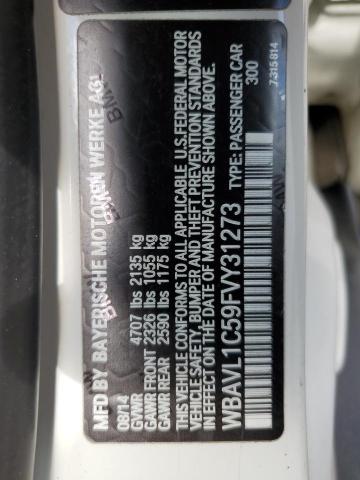 MFD BY BAYERISCHE MOTOREN WERKE AG
08/14
GVWR 4707 lbs 2135 kg
GAWR FRONT 2326 lbs 1055 kg
GAWR REAR 2590 lbs 1175 kg
THIS VEHICLE CONFORMS TO ALL APPLICABLE U.S. FEDERAL MOTOR
VEHICLE SAFETY, BUMPER AND THEFT PREVENTION STANDARDS
IN EFFECT ON THE DATE OF MANUFACTURE SHOWN ABOVE.
WBAVL1C59FVY31273 TYPE: PASSENGER CAR
300
7 315 814